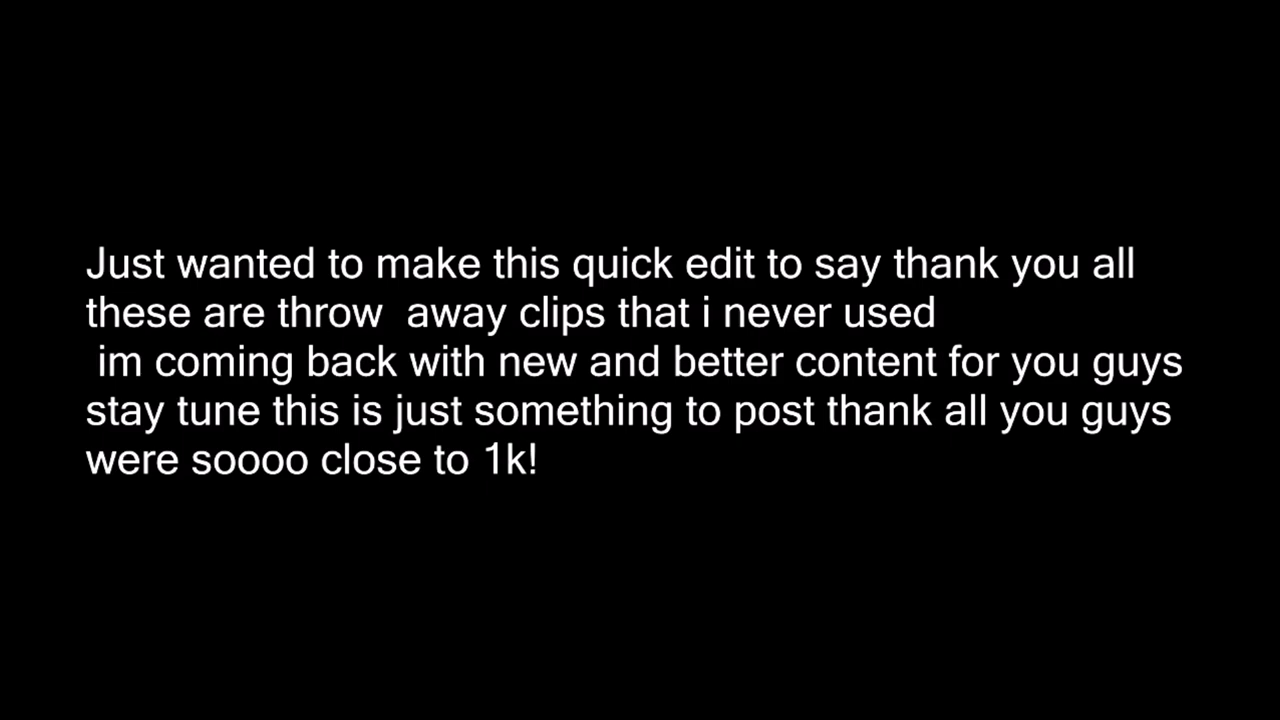 Just wanted to make this quick edit to say thank you all
these are throw  away clips that i never used
 im coming back with new and better content for you guys
stay tune this is just something to post thank all you guys
were soooo close to 1k!